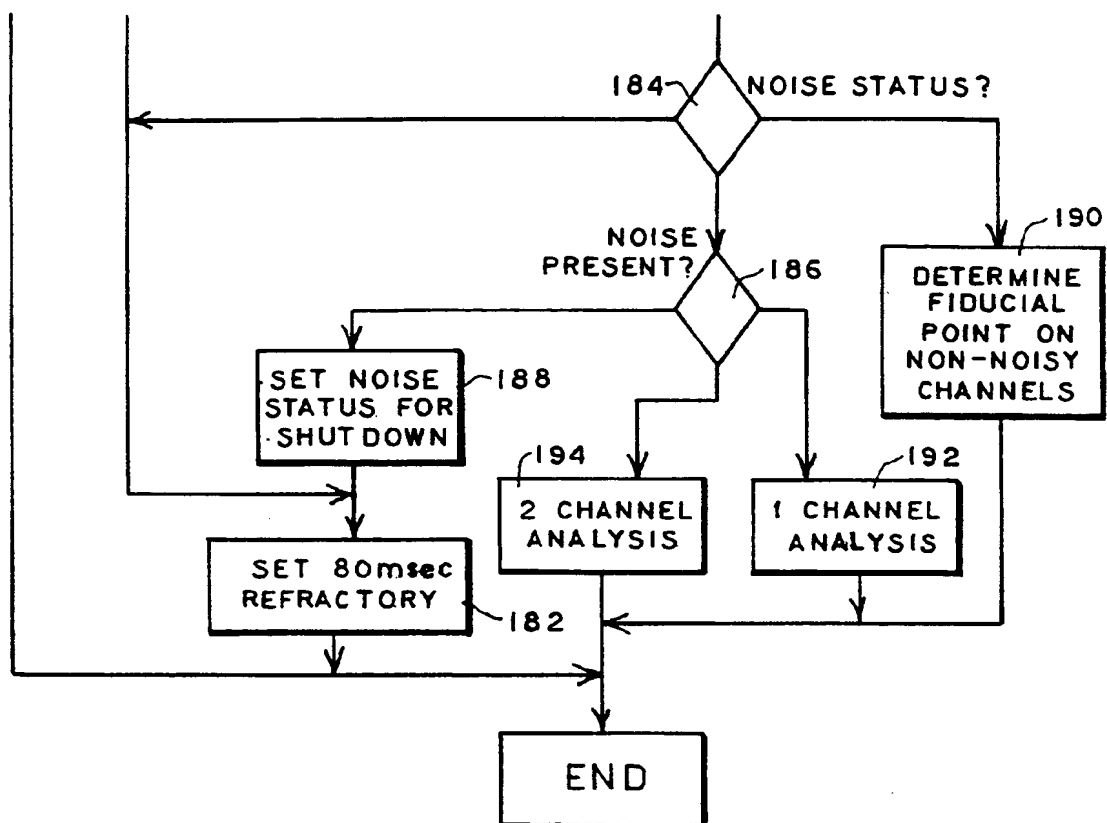 184
NOISE STATUS?
190
NOISE
PRESENT?
186
DETERMINE
FIDUCIAL
POINT ON
NON-NOISY
CHANNELS
SET NOISE
STATUS FOR
SHUTDOWN
188
194
192
2 CHANNEL
ANALYSIS
1 CHANNEL
ANALYSIS
SET 80msec
REFRACTORY
182
END